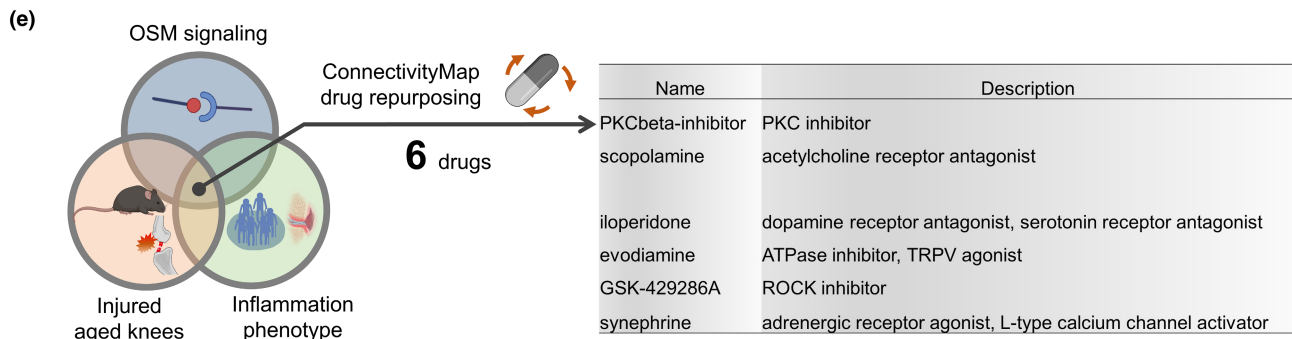 (e)
OSM signaling
ConnectivityMap
drug repurposing
6 drugs
Injured
aged knees
Inflammation
phenotype
Name Description
PKCbeta-inhibitor PKC inhibitor
scopolamine acetylcholine receptor antagonist
iloperidone dopamine receptor antagonist, serotonin receptor antagonist
evodiamine ATPase inhibitor, TRPV agonist
GSK-429286A ROCK inhibitor
synephrine adrenergic receptor agonist, L-type calcium channel activator